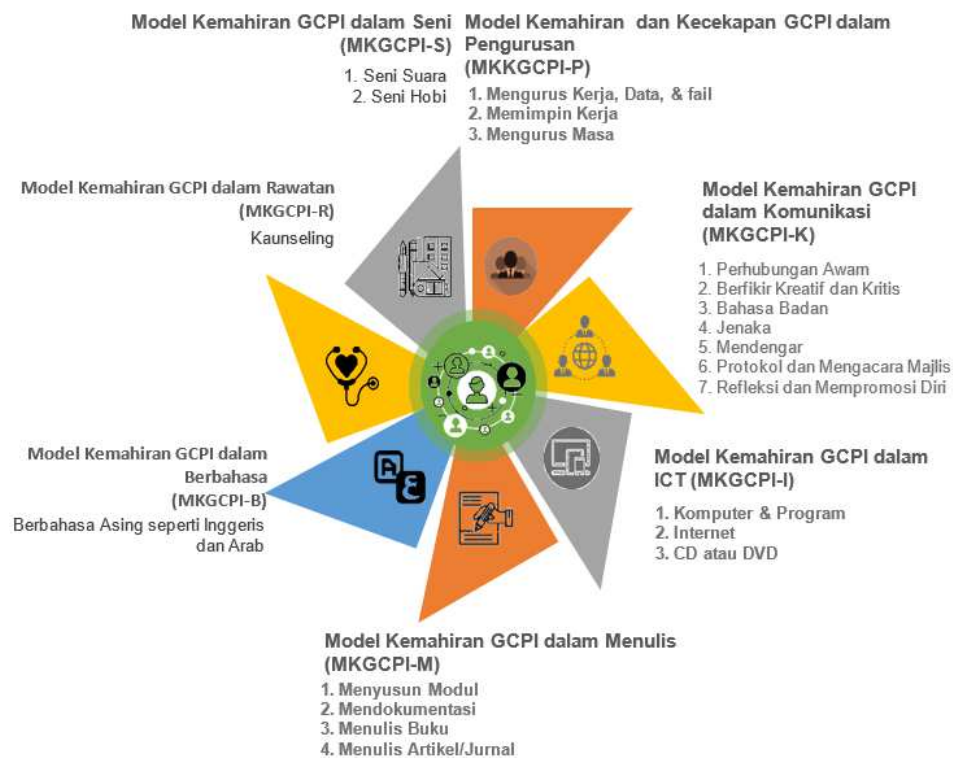 Model Kemahiran GCPI dalam Seni
(MKGCPI-S)
1. Seni Suara
2. Seni Hobi
Model Kemahiran dan Kecekapan GCPI dalam
Pengurusan
(MKKGCPI-P)
1. Mengurus Kerja, Data, & fail
2. Memimpin Kerja
3. Mengurus Masa
Model Kemahiran GCPI dalam Rawatan
(MKGCPI-R)
Kaunseling
Model Kemahiran GCPI
dalam Komunikasi
(MKGCPI-K)
1. Perhubungan Awam
2. Berfikir Kreatif dan Kritis
3. Bahasa Badan
4. Jenaka
5. Mendengar
6. Protokol dan Mengacara Majlis
7. Refleksi dan Mempromosi Diri
Model Kemahiran GCPI dalam
Berbahasa
(MKGCPI-B)
Berbahasa Asing seperti Inggeris
dan Arab
A
ع
Model Kemahiran GCPI dalam
ICT (MKGCPI-I)
1. Komputer & Program
2. Internet
3. CD atau DVD
Model Kemahiran GCPI dalam Menulis
(MKGCPI-M)
1. Menyusun Modul
2. Mendokumentasi
3. Menulis Buku
4. Menulis Artikel/Jurnal